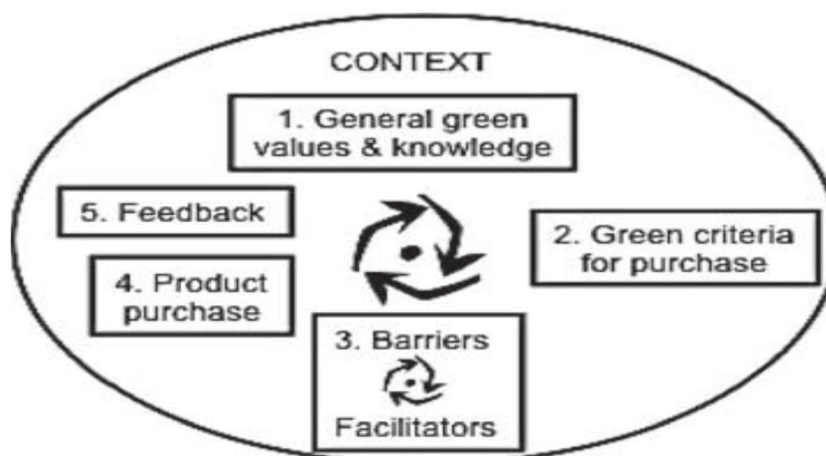 CONTEXT
1. General green
values & knowledge
2. Green criteria
for purchase
3. Barriers
Facilitators
4. Product
purchase
5. Feedback